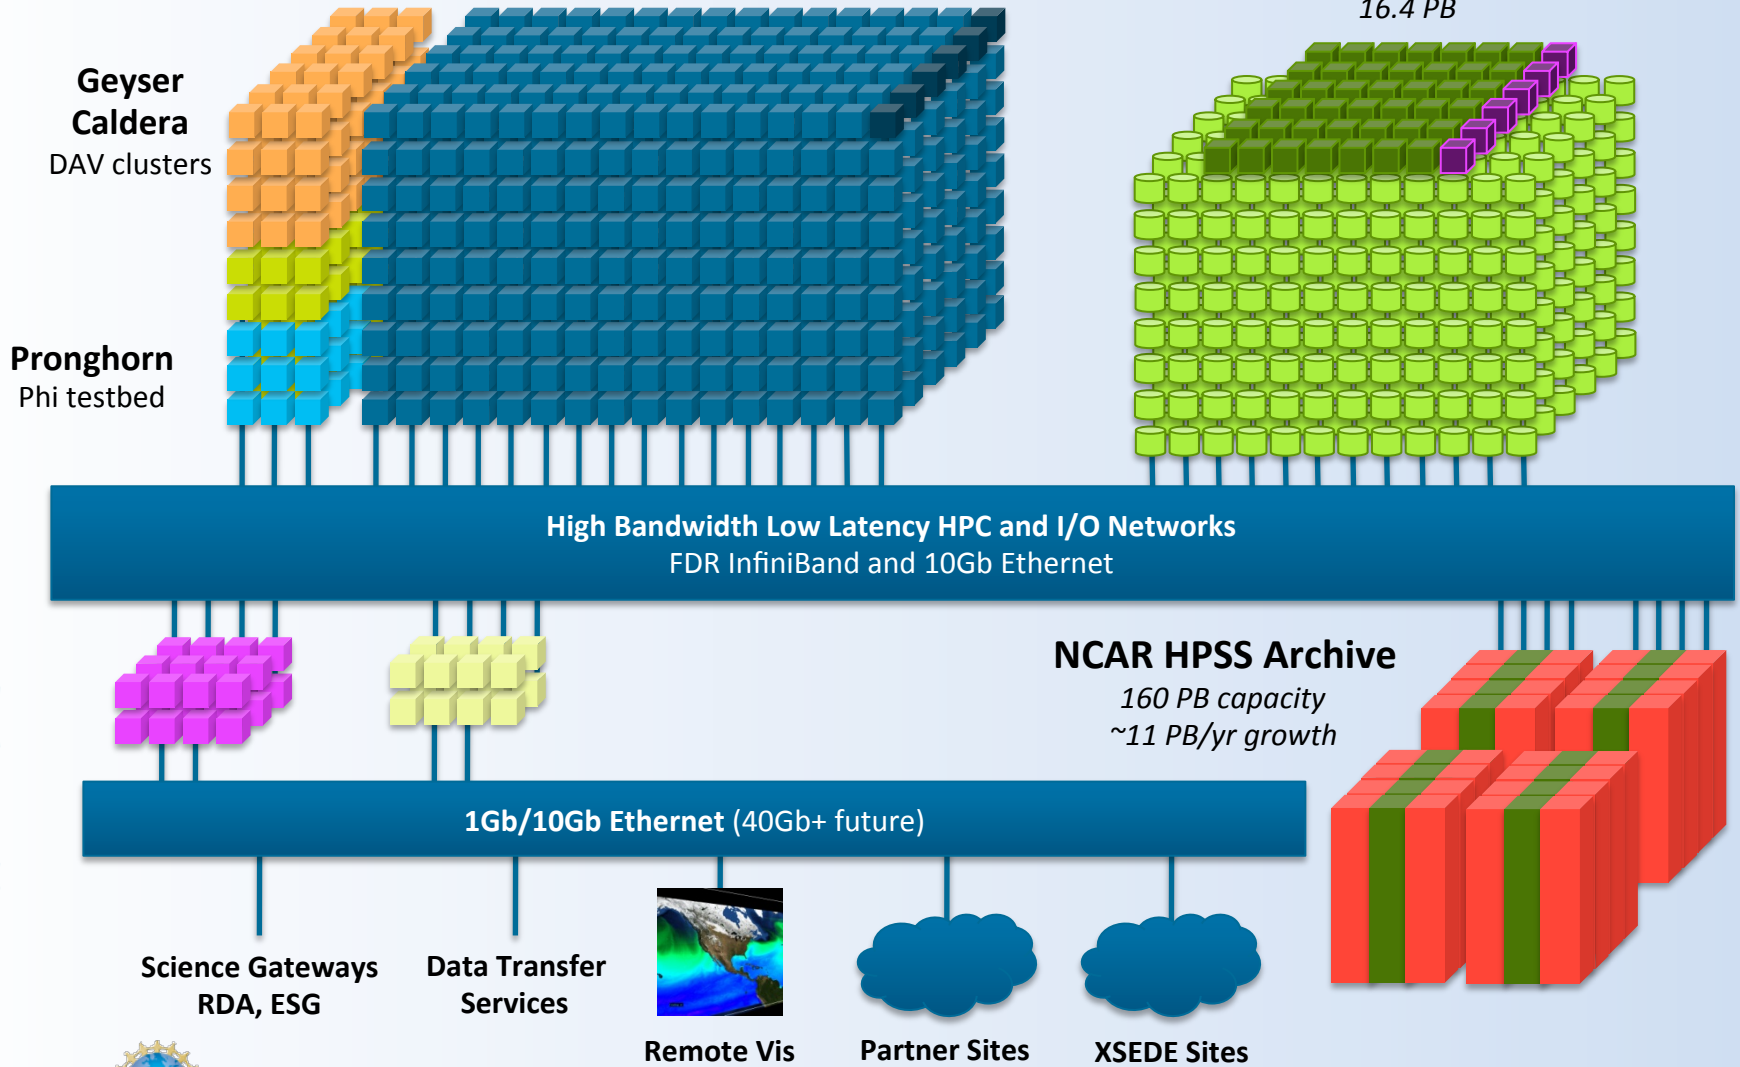 16.4 PB
Geyser
Caldera
DAV clusters
Pronghorn
Phi testbed
High Bandwidth Low Latency HPC and I/O Networks
FDR InfiniBand and 10Gb Ethernet
NCAR HPSS Archive
160 PB capacity
~11 PB/yr growth
1Gb/10Gb Ethernet (40Gb+ future)
Science Gateways
RDA, ESG
Data Transfer
Services
Remote Vis
Partner Sites
XSEDE Sites